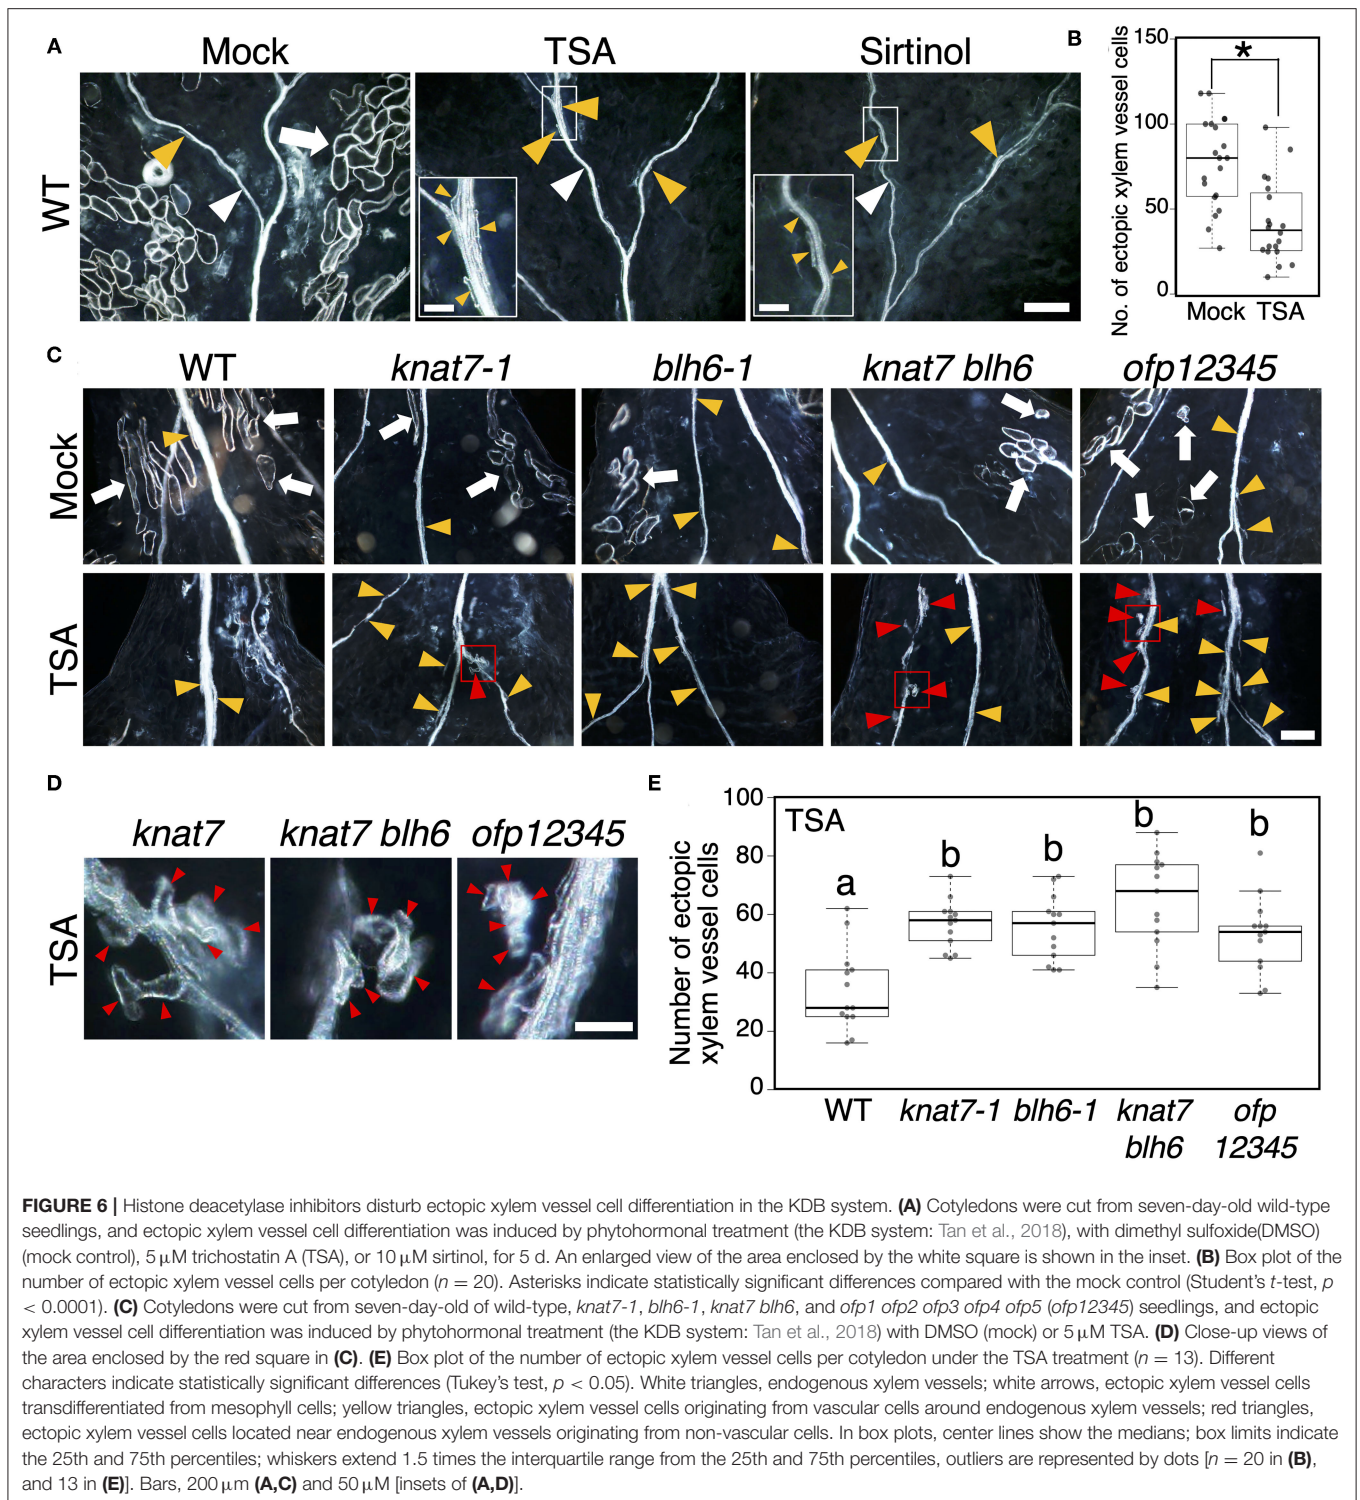 A
Mock
TSA
Sirtinol
WT
B
No. of ectopic xylem vessel cells
150
100
50
0
*
Mock TSA
C
WT
knat7-1
blh6-1
knat7 blh6
ofp12345
Mock
TSA
D
knat7
knat7 blh6
ofp12345
TSA
E
Number of ectopic
xylem vessel cells
100
80
60
40
20
0
TSA
a
b
b
b
b
WT
knat7-1
blh6-1
knat7
blh6
ofp
12345
FIGURE 6 | Histone deacetylase inhibitors disturb ectopic xylem vessel cell differentiation in the KDB system. (A) Cotyledons were cut from seven-day-old wild-type
seedlings, and ectopic xylem vessel cell differentiation was induced by phytohormonal treatment (the KDB system: Tan et al., 2018), with dimethyl sulfoxide(DMSO)
(mock control), 5 μM trichostatin A (TSA), or 10 μM sirtinol, for 5 d. An enlarged view of the area enclosed by the white square is shown in the inset. (B) Box plot of the
number of ectopic xylem vessel cells per cotyledon (n = 20). Asterisks indicate statistically significant differences compared with the mock control (Student's t-test, p
< 0.0001). (C) Cotyledons were cut from seven-day-old of wild-type, knat7-1, blh6-1, knat7 blh6, and ofp1 ofp2 ofp3 ofp4 ofp5 (ofp12345) seedlings, and ectopic
xylem vessel cell differentiation was induced by phytohormonal treatment (the KDB system: Tan et al., 2018) with DMSO (mock) or 5 μM TSA. (D) Close-up views of
the area enclosed by the red square in (C). (E) Box plot of the number of ectopic xylem vessel cells per cotyledon under the TSA treatment (n = 13). Different
characters indicate statistically significant differences (Tukey's test, p < 0.05). White triangles, endogenous xylem vessels; white arrows, ectopic xylem vessel cells
transdifferentiated from mesophyll cells; yellow triangles, ectopic xylem vessel cells originating from vascular cells around endogenous xylem vessels; red triangles,
ectopic xylem vessel cells located near endogenous xylem vessels originating from non-vascular cells. In box plots, center lines show the medians; box limits indicate
the 25th and 75th percentiles; whiskers extend 1.5 times the interquartile range from the 25th and 75th percentiles, outliers are represented by dots [n = 20 in (B),
and 13 in (E)]. Bars, 200 μm (A,C) and 50 μM [insets of (A,D)].